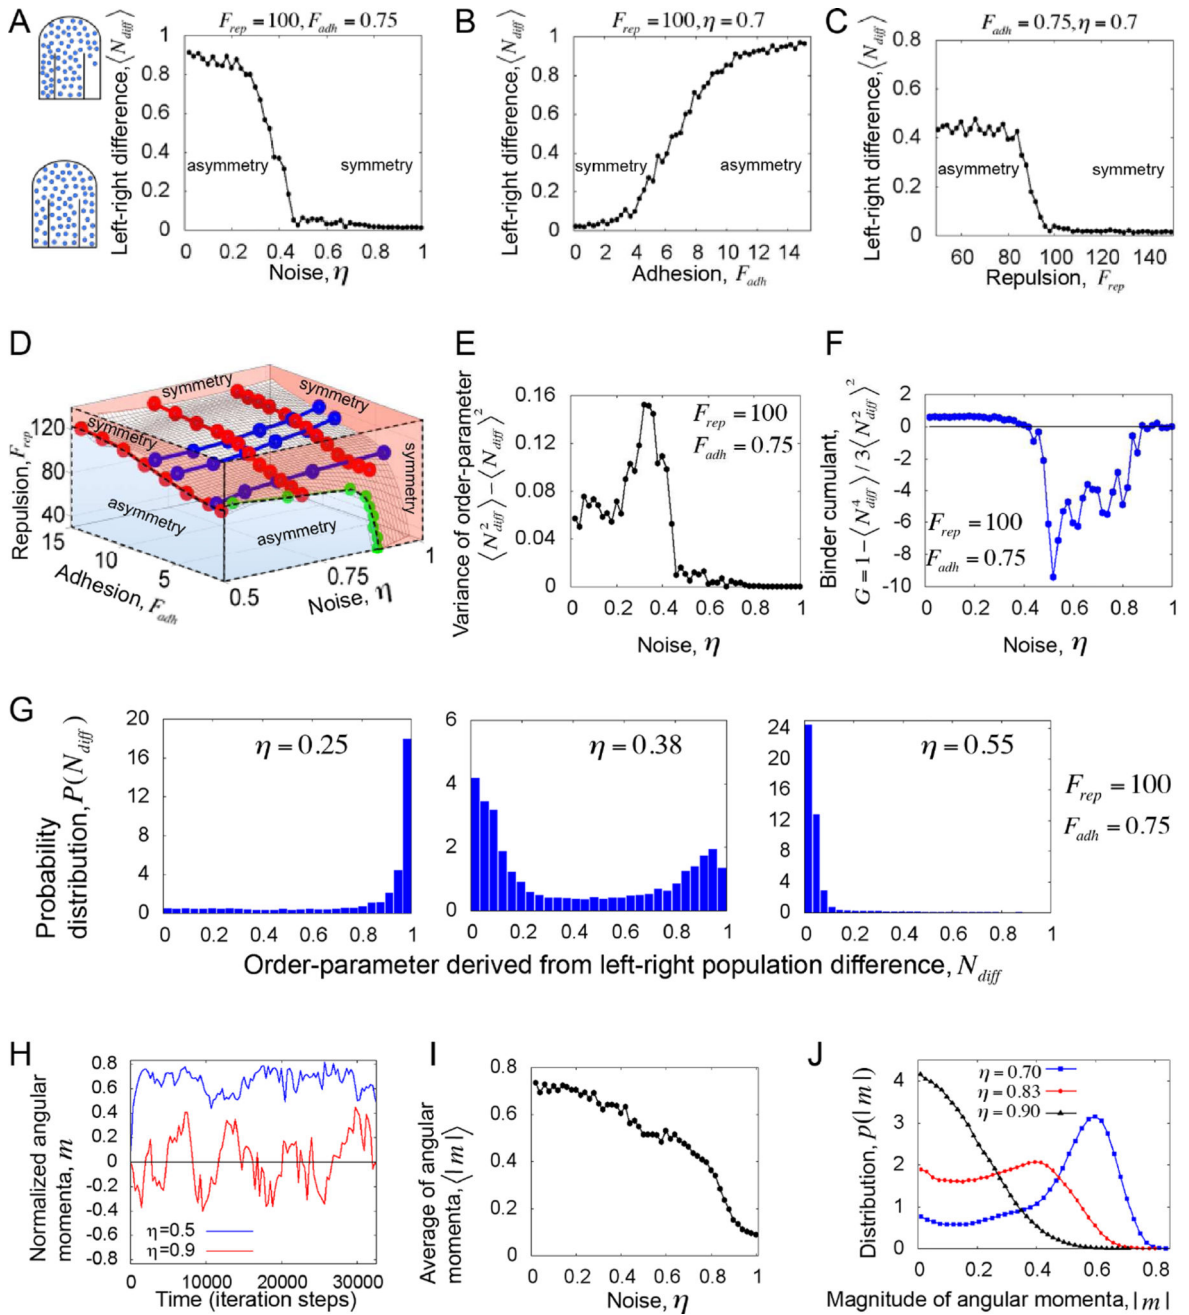 A
F_rep = 100, F_adh = 0.75
Left-right difference, ⟨N_diff⟩
1
0.8
0.6
0.4
0.2
0
asymmetry
symmetry
0 0.2 0.4 0.6 0.8 1
Noise, η
B
F_rep = 100, η = 0.7
Left-right difference, ⟨N_diff⟩
1
0.8
0.6
0.4
0.2
0
symmetry
asymmetry
0 2 4 6 8 10 12 14
Adhesion, F_adh
C
F_adh = 0.75, η = 0.7
Left-right difference, ⟨N_diff⟩
0.8
0.6
0.4
0.2
0
asymmetry
symmetry
60 80 100 120 140
Repulsion, F_rep
D
symmetry
symmetry
symmetry
symmetry
asymmetry
asymmetry
Repulsion, F_rep
120
80
40
15
10
5
Adhesion, F_adh
0.5
0.75
1
Noise, η
E
Variance of order-parameter
⟨N²_diff⟩ − ⟨N_diff⟩²
0.16
0.12
0.08
0.04
0
F_rep = 100
F_adh = 0.75
0 0.2 0.4 0.6 0.8 1
Noise, η
F
Binder cumulant,
G = 1 − ⟨N⁴_diff⟩ / 3⟨N²_diff⟩²
2
0
-2
-4
-6
-8
-10
F_rep = 100
F_adh = 0.75
0 0.2 0.4 0.6 0.8 1
Noise, η
G
Probability
distribution, P(N_diff)
20
16
12
8
4
0
η = 0.25
0 0.2 0.4 0.6 0.8 1
6
4
2
0
η = 0.38
0 0.2 0.4 0.6 0.8 1
24
20
16
12
8
4
0
η = 0.55
0 0.2 0.4 0.6 0.8 1
F_rep = 100
F_adh = 0.75
Order-parameter derived from left-right population difference, N_diff
H
Normalized angular
momenta, m
0.8
0.6
0.4
0.2
0
-0.2
-0.4
-0.6
-0.8
η=0.5
η=0.9
0 10000 20000 30000
Time (iteration steps)
I
Average of angular
momenta, ⟨|m|⟩
0.8
0.6
0.4
0.2
0
0 0.2 0.4 0.6 0.8 1
Noise, η
J
Distribution, p(|m|)
4
3
2
1
0
η=0.70
η=0.83
η=0.90
0 0.2 0.4 0.6 0.8
Magnitude of angular momenta, |m|